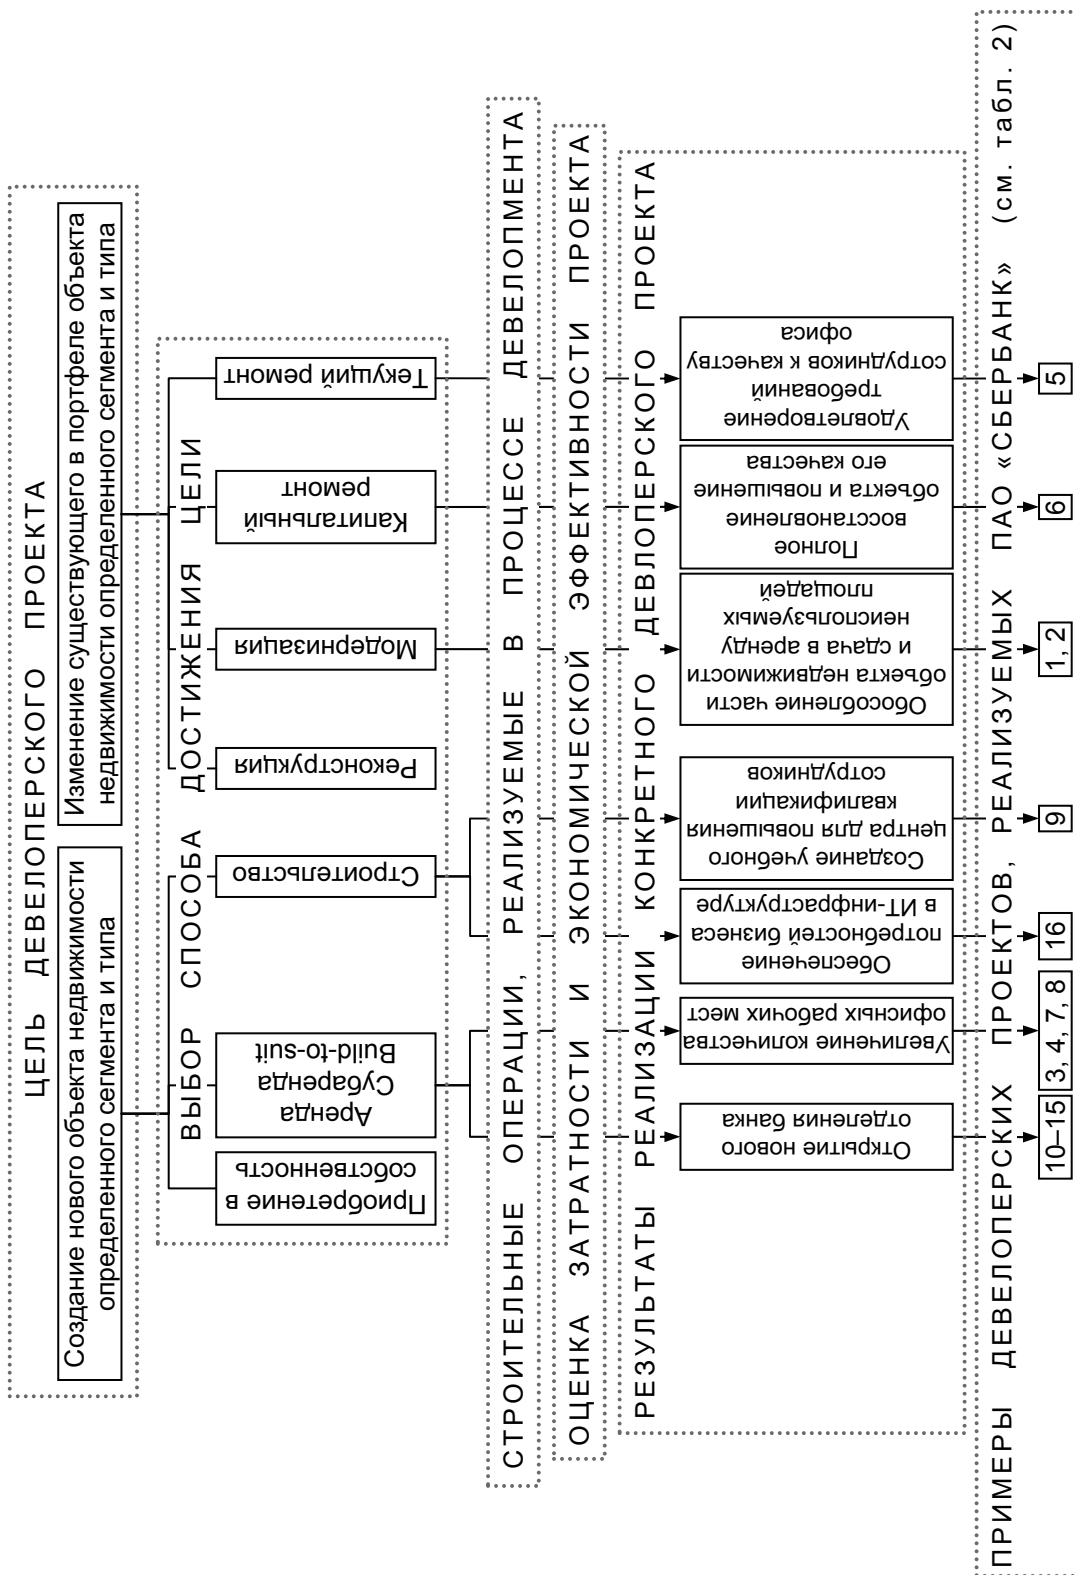 ЦЕЛЬ ДЕВЕЛОПЕРСКОГО ПРОЕКТА
Создание нового объекта недвижимости
определенного сегмента и типа
Изменение существующего в портфеле объекта
недвижимости определенного сегмента и типа
ВЫБОР СПОСОБА ДОСТИЖЕНИЯ ЦЕЛИ
Приобретение в
собственность
Аренда
Субаренда
Build-to-suit
Строительство
Реконструкция
Модернизация
Капитальный
ремонт
Текущий ремонт
СТРОИТЕЛЬНЫЕ ОПЕРАЦИИ, РЕАЛИЗУЕМЫЕ В ПРОЦЕССЕ ДЕВЕЛОПМЕНТА
ОЦЕНКА ЗАТРАТНОСТИ И ЭКОНОМИЧЕСКОЙ ЭФФЕКТИВНОСТИ ПРОЕКТА
РЕЗУЛЬТАТЫ РЕАЛИЗАЦИИ КОНКРЕТНОГО ДЕВЛОПЕРСКОГО ПРОЕКТА
Открытие нового
отделения банка
Увеличение количества
офисных рабочих мест
Обеспечение
потребностей бизнеса
в ИТ-инфраструктуре
Создание учебного
центра для повышения
квалификации
сотрудников
Обособление части
объекта недвижимости
и сдача в аренду
неиспользуемых
площадей
Полное
восстановление
объекта и повышение
его качества
Удовлетворение
требований
сотрудников к качеству
офиса
ПРИМЕРЫ ДЕВЕЛОПЕРСКИХ ПРОЕКТОВ, РЕАЛИЗУЕМЫХ ПАО «СБЕРБАНК» (см. табл. 2)
10–15
3, 4, 7, 8
16
9
1, 2
6
5